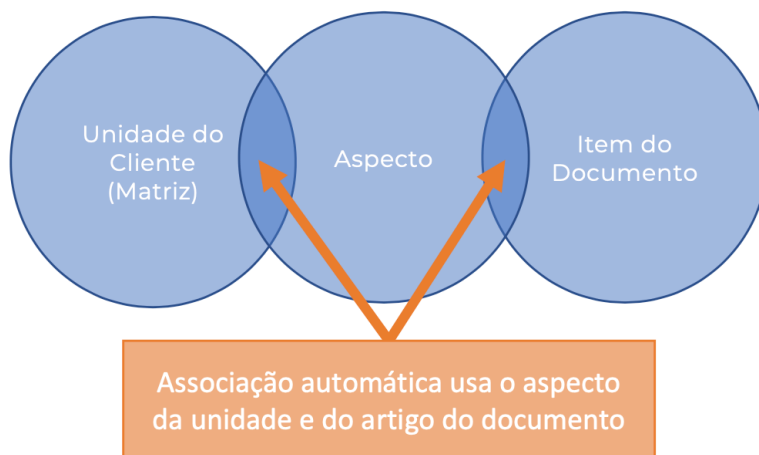 Unidade do
Cliente
(Matriz)
Aspecto
Item do
Documento
Associação automática usa o aspecto
da unidade e do artigo do documento